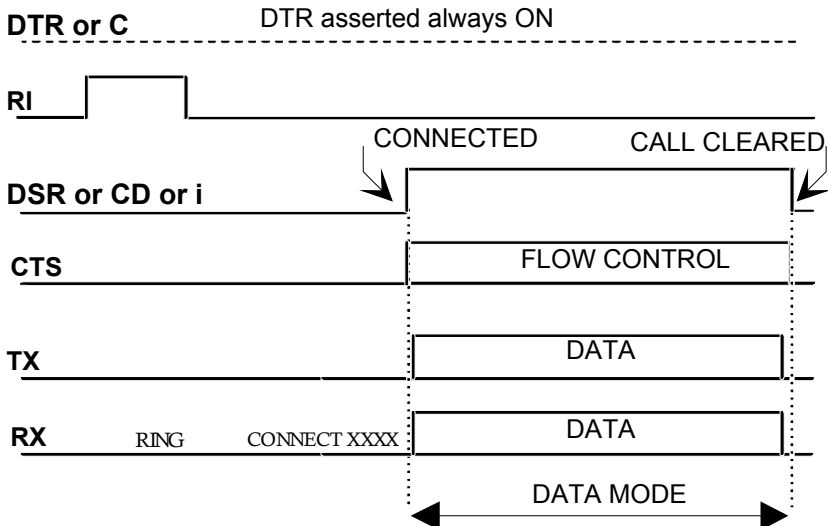 DTR or C DTR asserted always ON
RI
CONNECTED CALL CLEARED
DSR or CD or i
CTS FLOW CONTROL
TX DATA
RX RING CONNECT XXXX DATA
DATA MODE